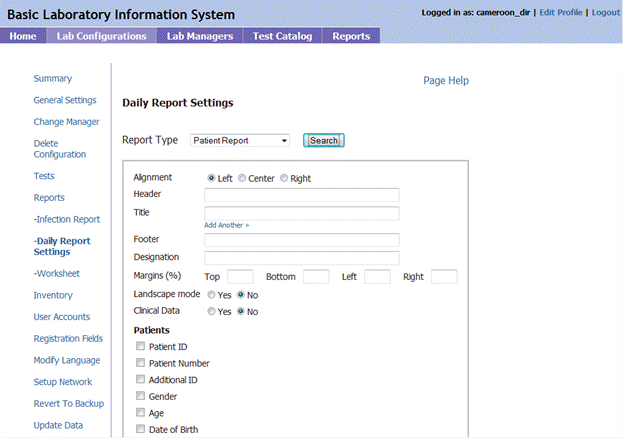 Basic Laboratory Information System
Logged in as: cameroon_dir | Edit Profile | Logout
Home Lab Configurations Lab Managers Test Catalog Reports
Summary
General Settings
Change Manager
Delete
Configuration
Tests
Reports
-Infection Report
-Daily Report
Settings
-Worksheet
Inventory
User Accounts
Registration Fields
Modify Language
Setup Network
Revert To Backup
Update Data
Page Help
Daily Report Settings
Report Type Patient Report Search
Alignment Left Center Right
Header
Title
Add Another »
Footer
Designation
Margins (%) Top Bottom Left Right
Landscape mode Yes No
Clinical Data Yes No
Patients
Patient ID
Patient Number
Additional ID
Gender
Age
Date of Birth